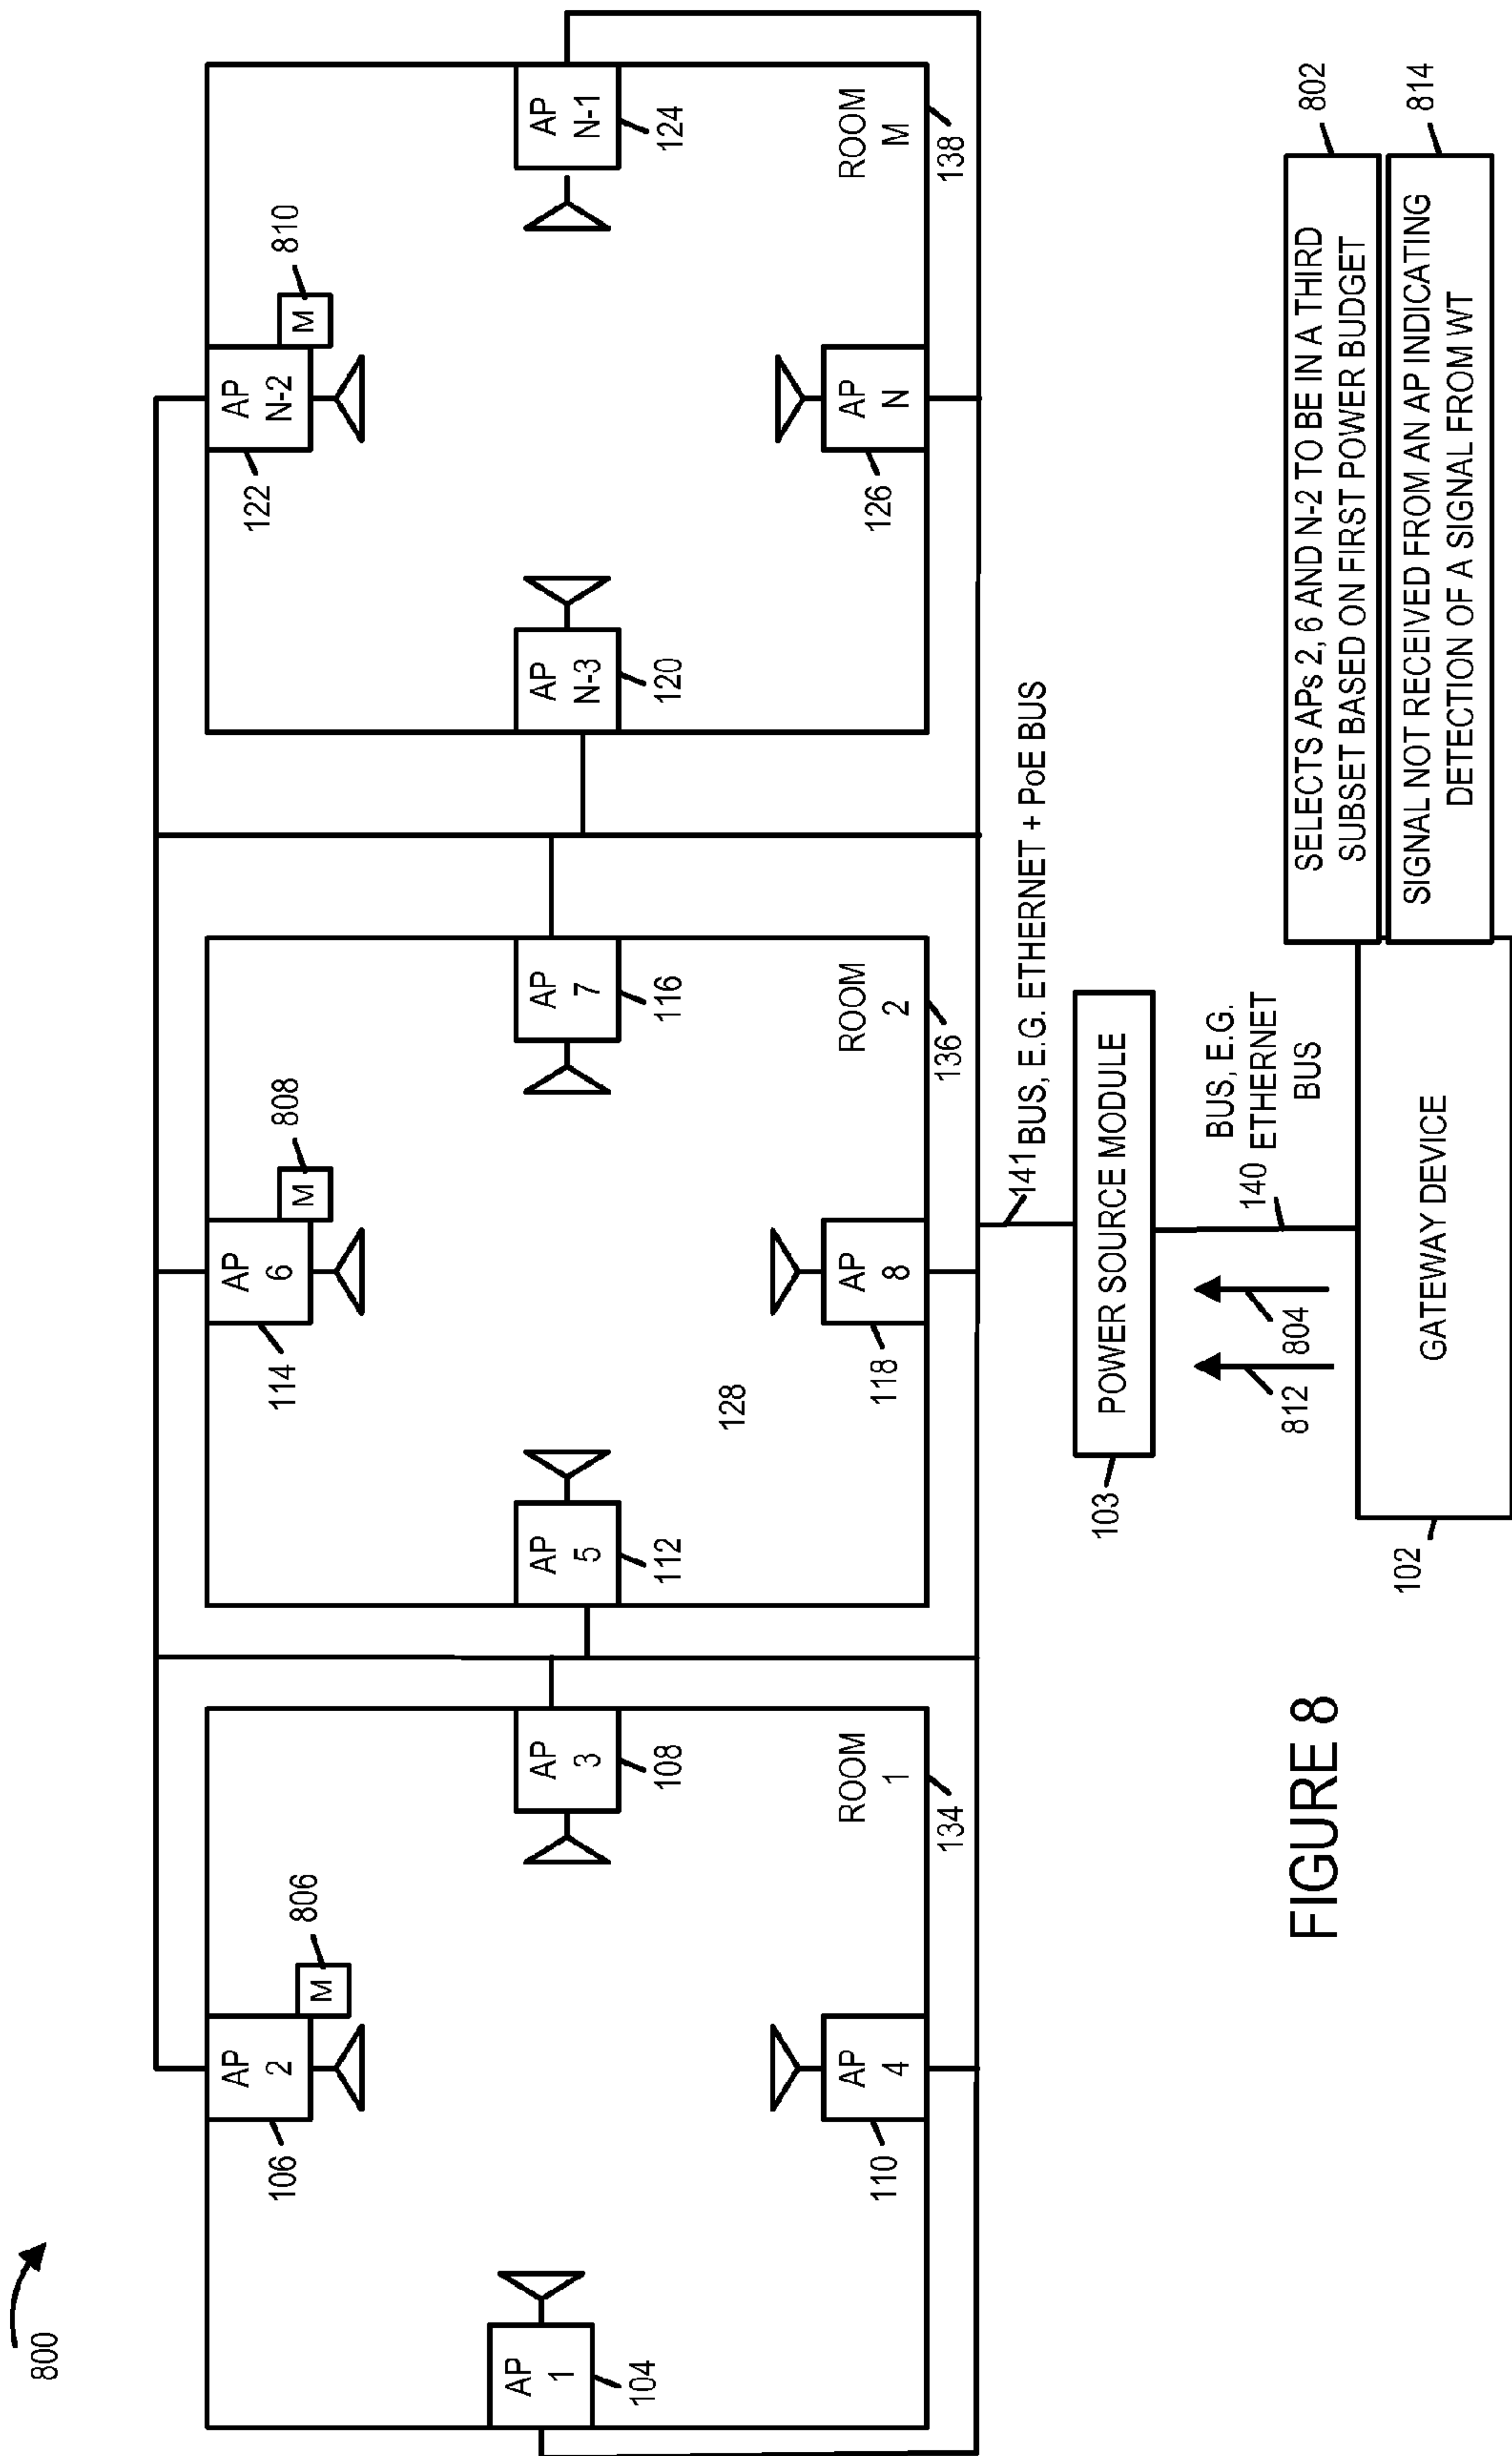 800
AP
1
104
AP
2
106
M
806
AP
3
108
AP
4
110
ROOM
1
134
AP
5
112
AP
6
114
M
808
AP
7
116
AP
8
118
128
ROOM
2
136
AP
N-3
120
AP
N-2
122
M
810
AP
N-1
124
AP
N
126
ROOM
M
138
141
BUS, E.G. ETHERNET + PoE BUS
POWER SOURCE MODULE
103
BUS, E.G.
140
ETHERNET
BUS
812
804
GATEWAY DEVICE
102
SELECTS APs 2, 6 AND N-2 TO BE IN A THIRD
SUBSET BASED ON FIRST POWER BUDGET
802
SIGNAL NOT RECEIVED FROM AN AP INDICATING
DETECTION OF A SIGNAL FROM WT
814
FIGURE 8